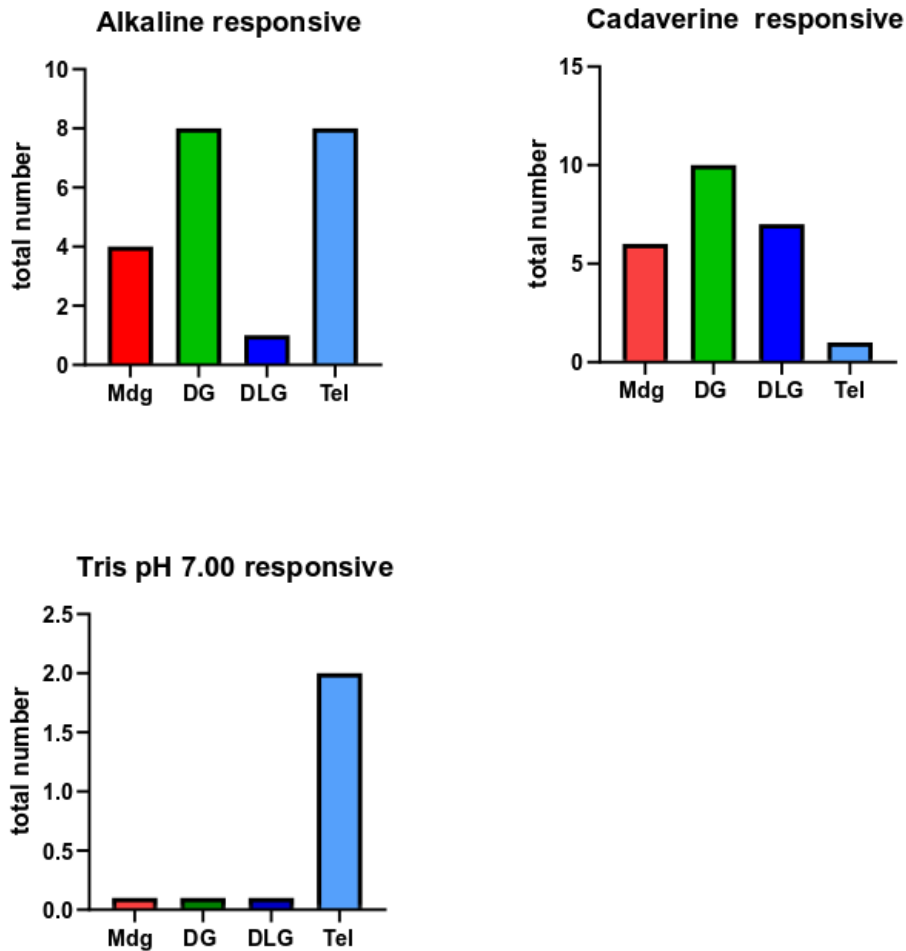 Alkaline responsive
total number
10
8
6
4
2
0
Mdg DG DLG Tel
Cadaverine  responsive
total number
15
10
5
0
Mdg DG DLG Tel
Tris pH 7.00 responsive
total number
2.5
2.0
1.5
1.0
0.5
0.0
Mdg DG DLG Tel